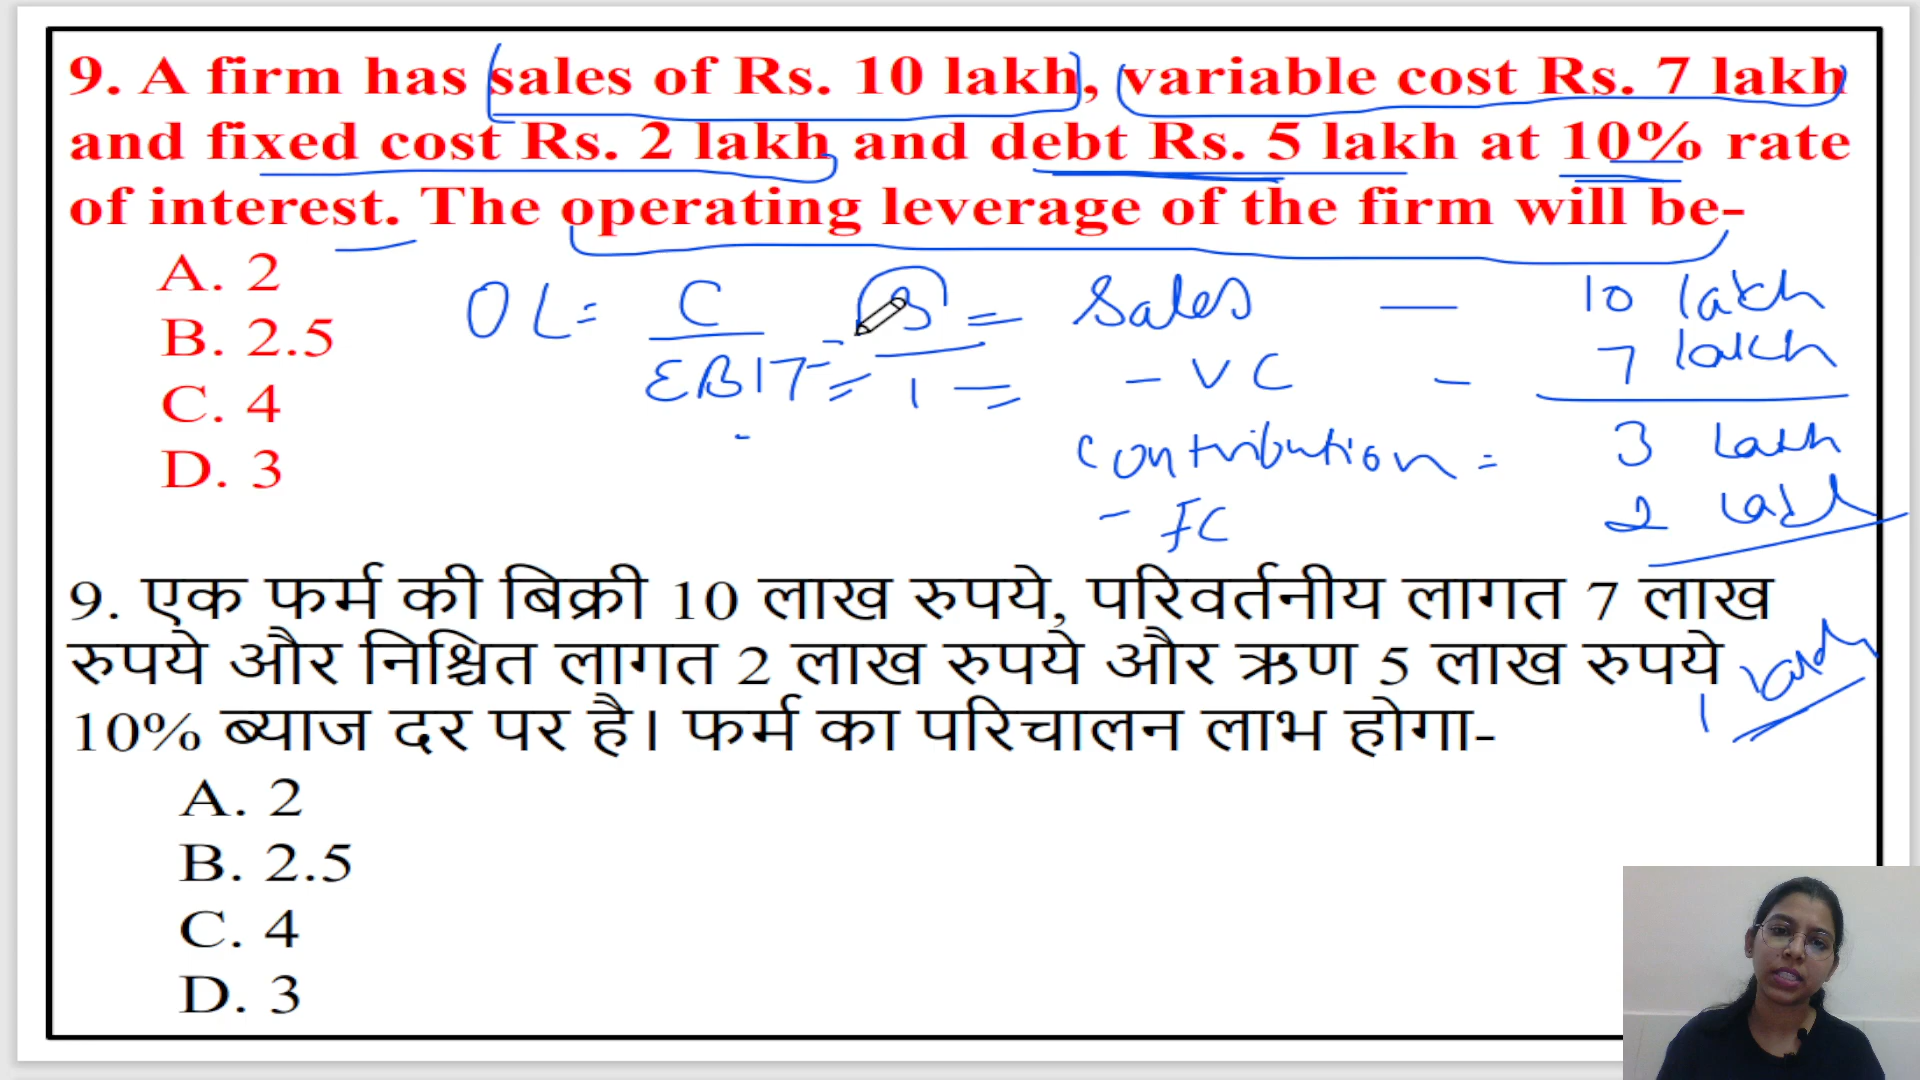 9. A firm has sales of Rs. 10 lakh, variable cost Rs. 7 lakh
and fixed cost Rs. 2 lakh and debt Rs. 5 lakh at 10% rate
of interest. The operating leverage of the firm will be-
A. 2
B. 2.5
C. 4
D. 3
OL = C / EBIT = 3 / 1
Sales — 10 lakh
- VC - 7 lakh
Contribution = 3 lakh
- FC 2 lakh
1 lakh
9. एक फर्म की बिक्री 10 लाख रुपये, परिवर्तनीय लागत 7 लाख
रुपये और निश्चित लागत 2 लाख रुपये और ऋण 5 लाख रुपये
10% ब्याज दर पर है। फर्म का परिचालन लाभ होगा-
A. 2
B. 2.5
C. 4
D. 3